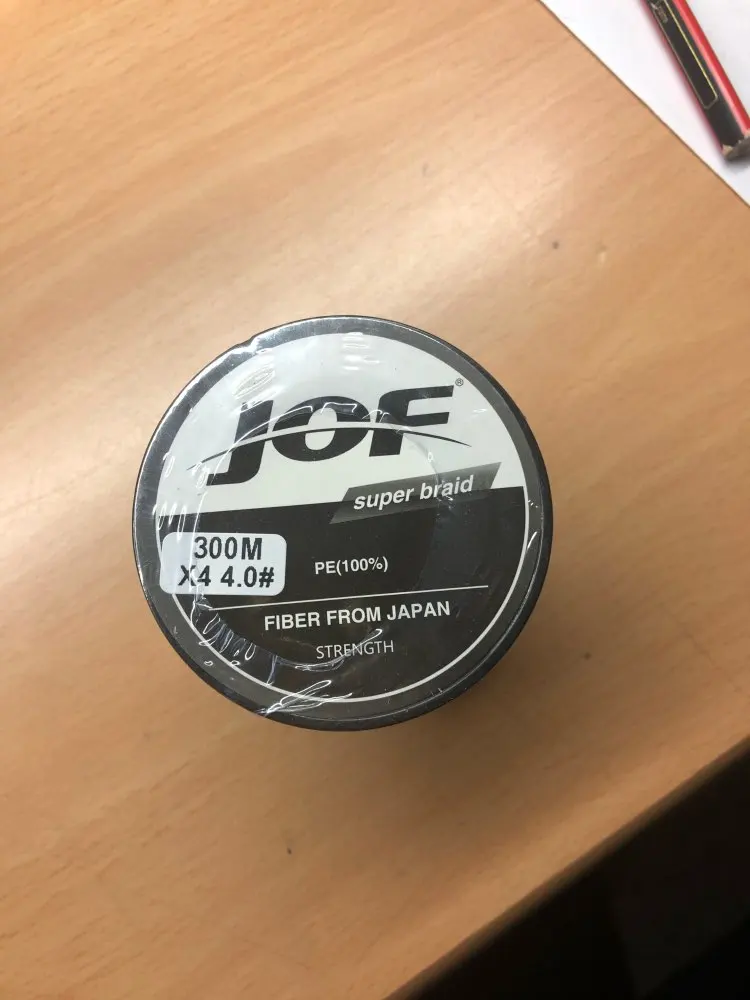 JOF®
super braid
300M
X4 4.0#
PE(100%)
FIBER FROM JAPAN
STRENGTH